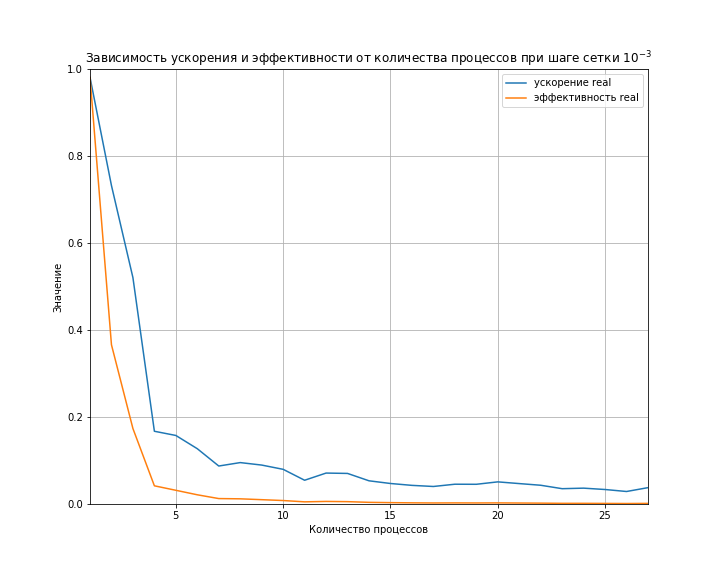 Зависимость ускорения и эффективности от количества процессов при шаге сетки 10⁻³
ускорение real
эффективность real
1.0
0.8
0.6
0.4
0.2
0.0
Значение
5
10
15
20
25
Количество процессов